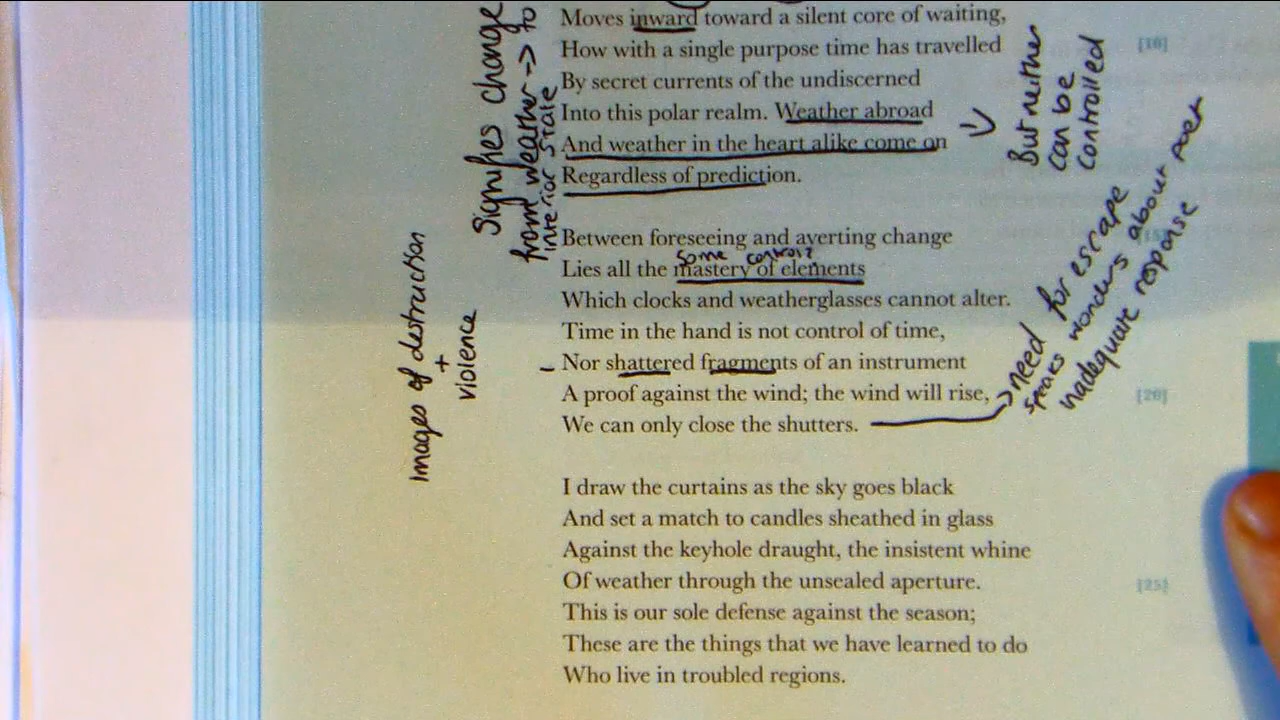 Moves inward toward a silent core of waiting,
How with a single purpose time has travelled
[10]
By secret currents of the undiscerned
Into this polar realm. Weather abroad
And weather in the heart alike come on
Regardless of prediction.
Signifies change
from weather -> to
interior state
But neither
can be
controlled
Between foreseeing and averting change
[15]
some control?
Lies all the mastery of elements
Which clocks and weatherglasses cannot alter.
Time in the hand is not control of time,
Nor shattered fragments of an instrument
A proof against the wind; the wind will rise,
[20]
We can only close the shutters.
Images of destruction
+
violence
need for escape
speaks wonders about poet
inadequate response
I draw the curtains as the sky goes black
And set a match to candles sheathed in glass
Against the keyhole draught, the insistent whine
Of weather through the unsealed aperture.
[25]
This is our sole defense against the season;
These are the things that we have learned to do
Who live in troubled regions.